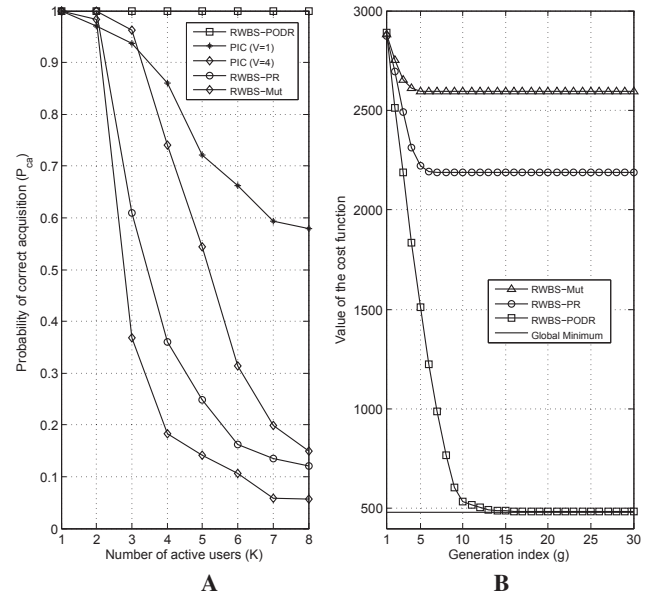 1
0.9
0.8
0.7
0.6
0.5
0.4
0.3
0.2
0.1
0
Probability of correct acquisition (P_ca)
RWBS−PODR
PIC (V=1)
PIC (V=4)
RWBS−PR
RWBS−Mut
1 2 3 4 5 6 7 8
Number of active users (K)
A
3000
2500
2000
1500
1000
500
Value of the cost function
RWBS−Mut
RWBS−PR
RWBS−PODR
Global Minimum
1 5 10 15 20 25 30
Generation index (g)
B